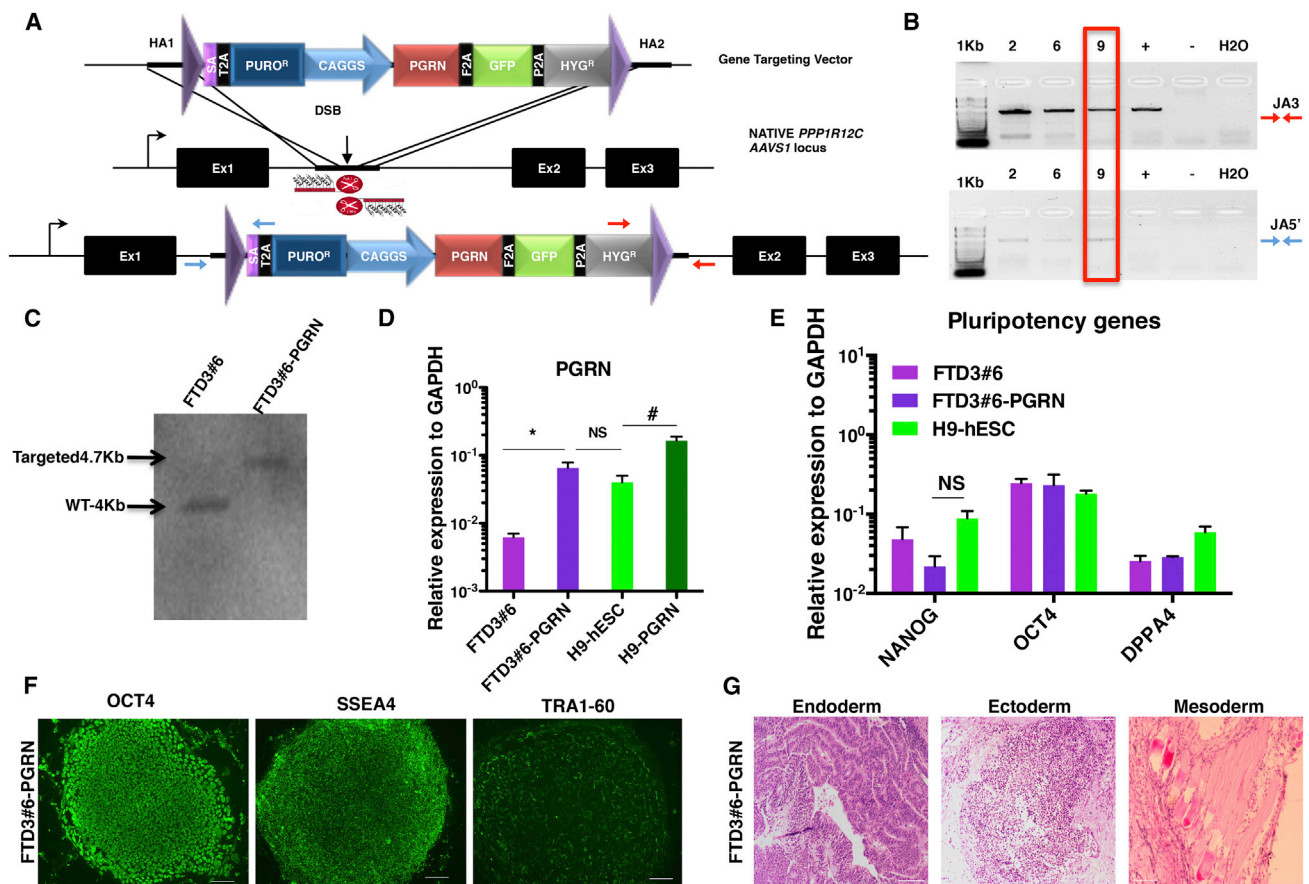 A
HA1
HA2
SA
T2A
PUROR
CAGGS
PGRN
F2A
GFP
P2A
HYGR
Gene Targeting Vector
DSB
NATIVE PPP1R12C
AAVS1 locus
Ex1
Ex2
Ex3
Ex1
SA
T2A
PUROR
CAGGS
PGRN
F2A
GFP
P2A
HYGR
Ex2
Ex3
B
1Kb 2 6 9 + - H2O
JA3
1Kb 2 6 9 + - H2O
JA5'
C
FTD3#6
FTD3#6-PGRN
Targeted4.7Kb
WT-4Kb
D
PGRN
Relative expression to GAPDH
10^0
10^-1
10^-2
10^-3
*
NS
#
FTD3#6
FTD3#6-PGRN
H9-hESC
H9-PGRN
E
Pluripotency genes
Relative expression to GAPDH
10^1
10^0
10^-1
10^-2
FTD3#6
FTD3#6-PGRN
H9-hESC
NS
NANOG
OCT4
DPPA4
F
OCT4
SSEA4
TRA1-60
FTD3#6-PGRN
G
Endoderm
Ectoderm
Mesoderm
FTD3#6-PGRN